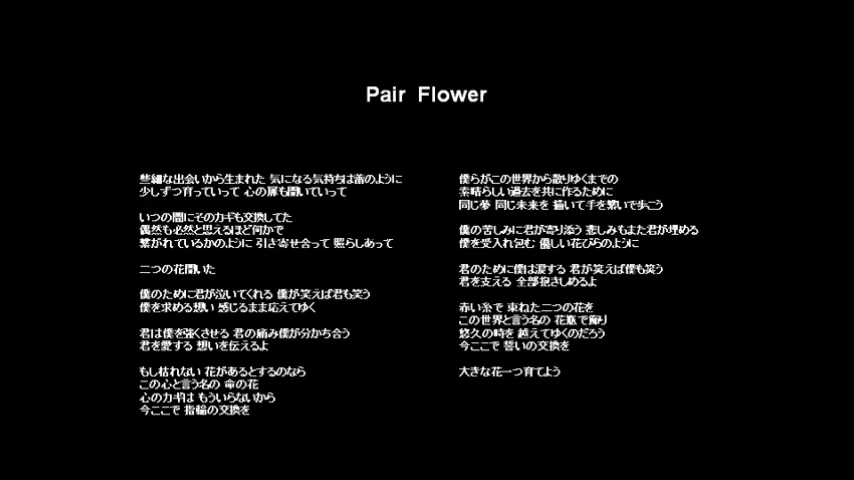 Pair Flower
些細な出会いから生まれた 気になる気持ちは蕾のように
少しずつ育っていって 心の扉も開いていって
いつの間にそのカギも交換してた
偶然も必然と思えるほど何かで
繋がれているかのように 引き寄せ合って 照らしあって
二つの花開いた
僕のために君が泣いてくれる 僕が笑えば君も笑う
僕を求める想い 感じるまま応えてゆく
君は僕を強くさせる 君の痛み僕が分かち合う
君を愛する 想いを伝えるよ
もし枯れない 花があるとするのなら
この心と言う名の 命の花
心のカギは もういらないから
今ここで 指輪の交換を
僕らがこの世界から散りゆくまでの
素晴らしい過去を共に作るために
同じ夢 同じ未来を 描いて手を繋いで歩こう
僕の苦しみに君が寄り添う 悲しみもまた君が埋める
僕を受入れ包む 優しい花びらのように
君のために僕は涙する 君が笑えば僕も笑う
君を支える 全部抱きしめるよ
赤い糸で 束ねた二つの花を
この世界と言う名の 花瓶で飾り
悠久の時を 越えてゆくのだろう
今ここで 誓いの交換を
大きな花一つ育てよう